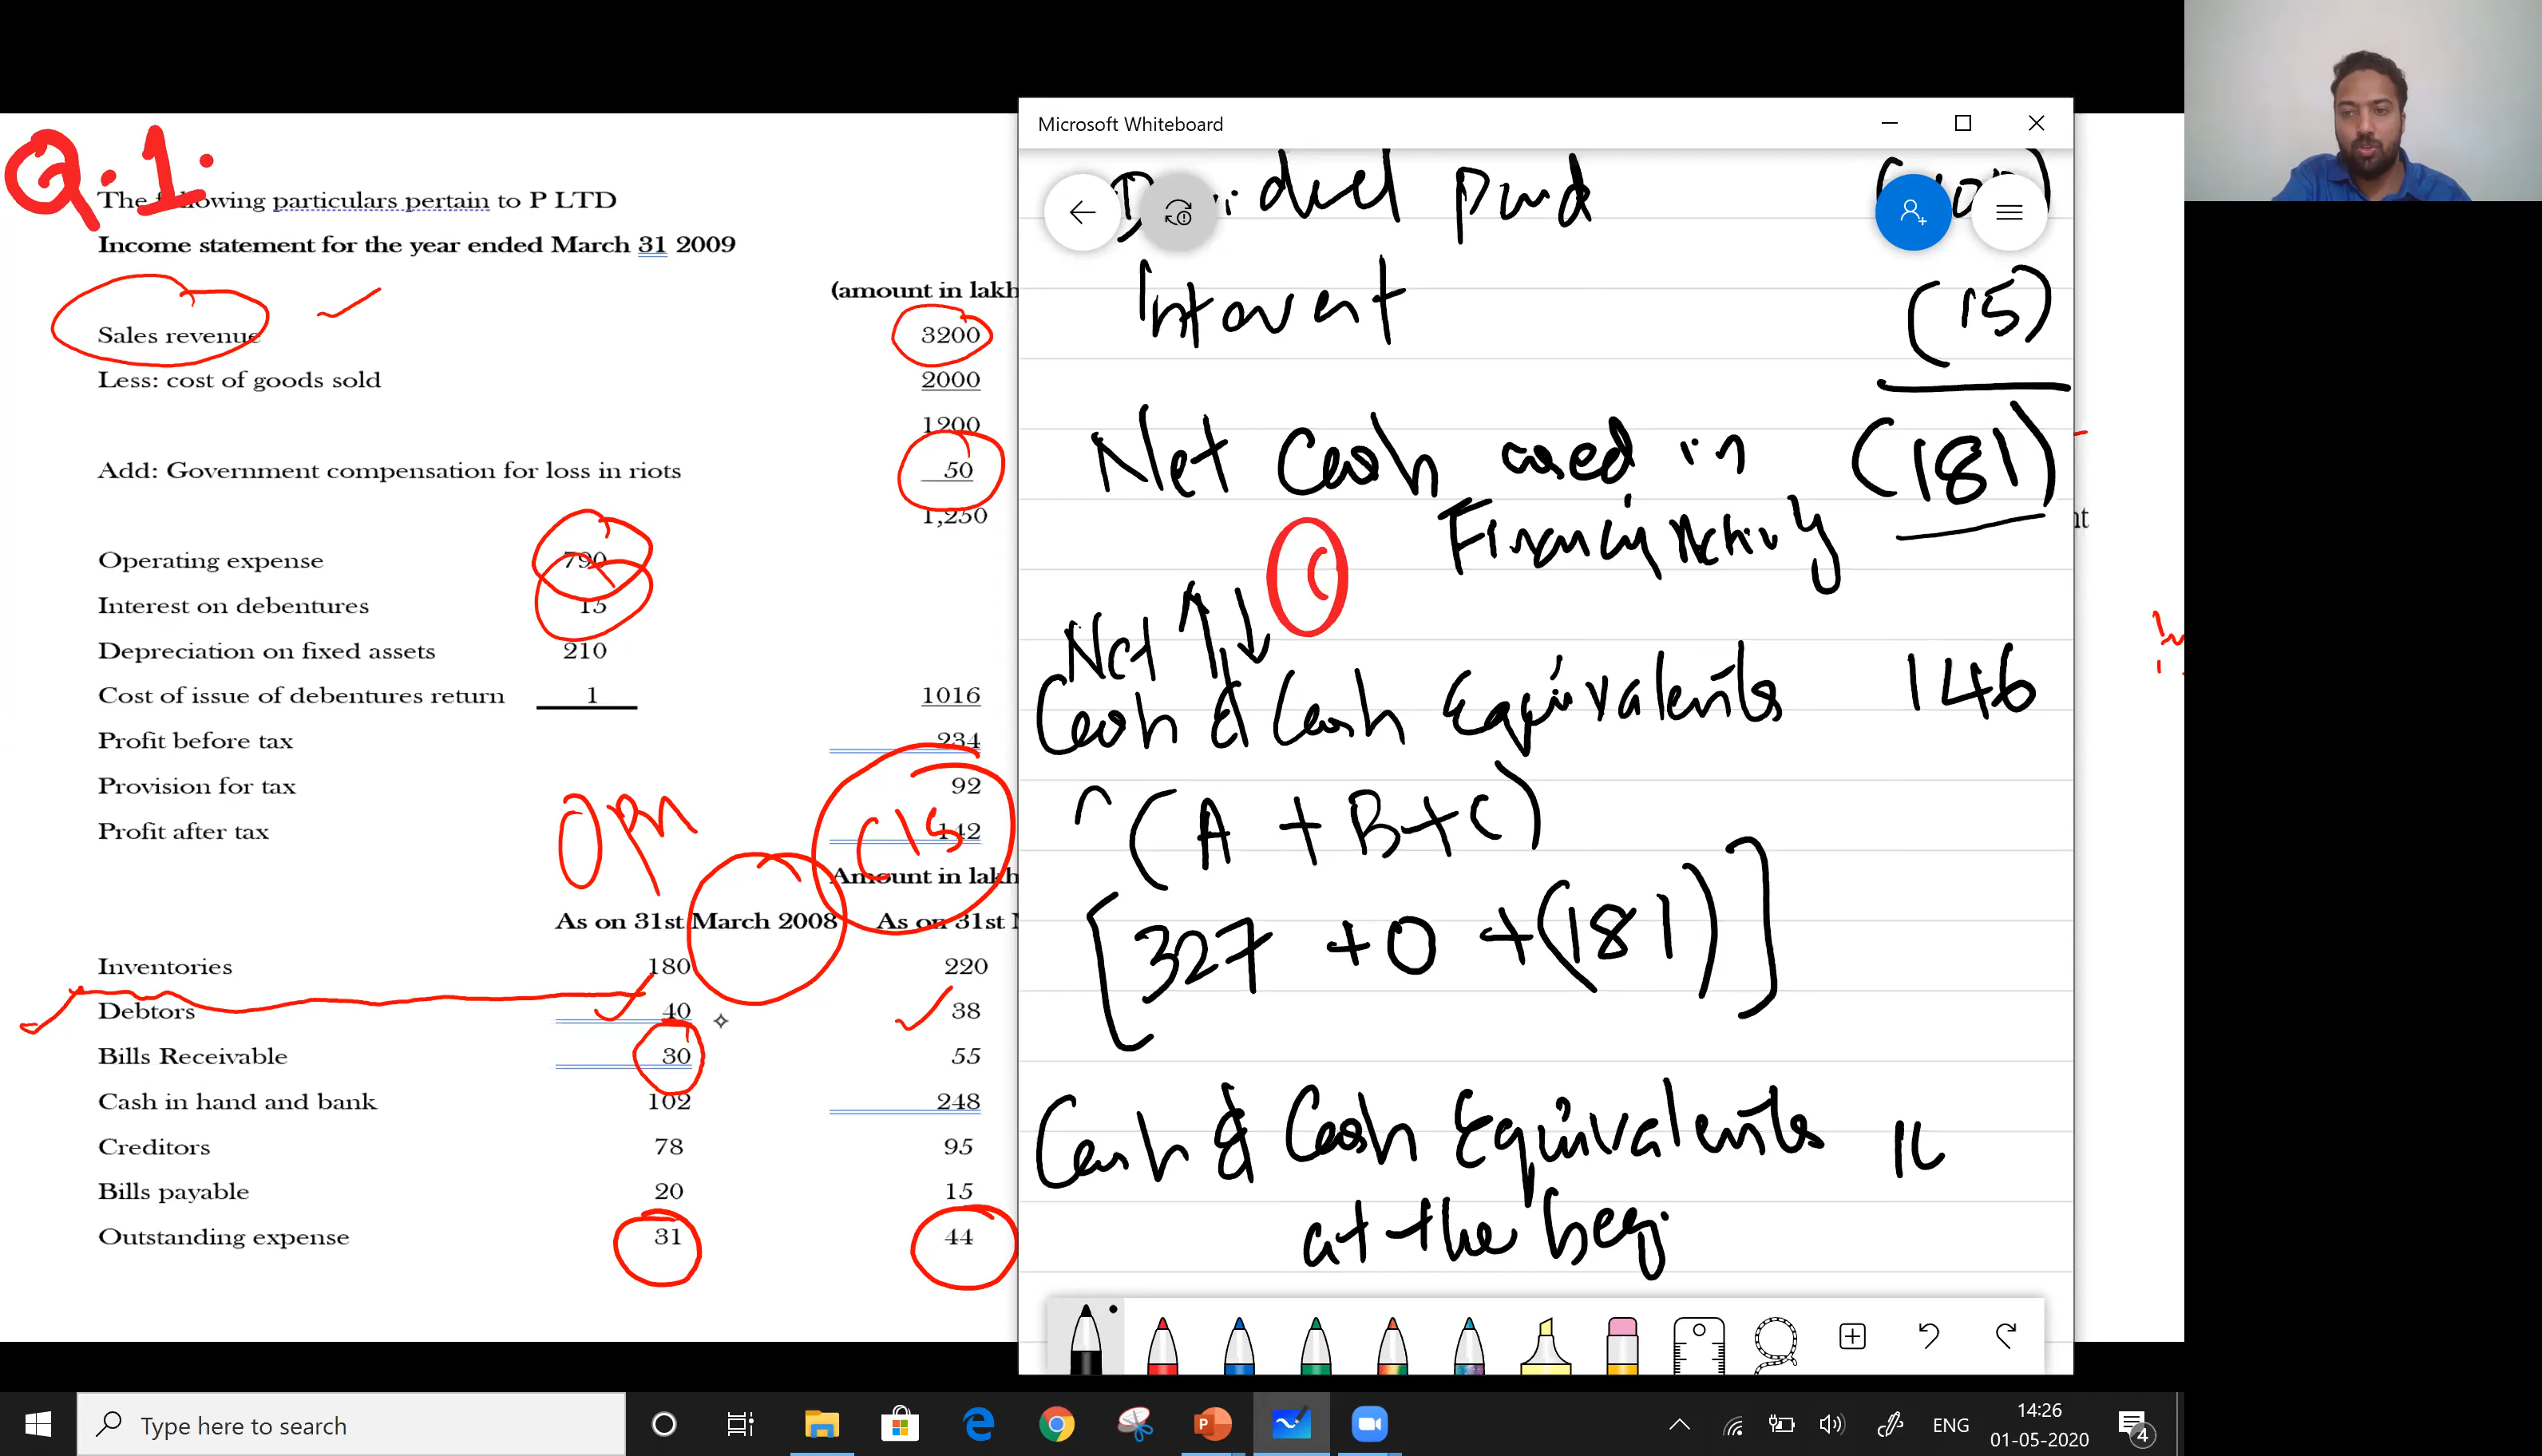 Q.1.
The following particulars pertain to P LTD
Income statement for the year ended March 31 2009
(amount in lakh
Sales revenue 3200
Less: cost of goods sold 2000
1200
Add: Government compensation for loss in riots 50
1,250
Operating expense 790
Interest on debentures 15
Depreciation on fixed assets 210
Cost of issue of debentures return 1 1016
Profit before tax 234
Provision for tax 92
Profit after tax 142
Opn Cls
Amount in lakh
As on 31st March 2008 As on 31st M
Inventories 180 220
Debtors 40 38
Bills Receivable 30 55
Cash in hand and bank 102 248
Creditors 78 95
Bills payable 20 15
Outstanding expense 31 44
Microsoft Whiteboard
paid
Interest (15)
Net Cash used in (181)
Financing Activity
C
Net ↑↓
Cash & Cash Equivalents 146
(A + B + C)
[327 + 0 + (181)]
Cash & Cash Equivalents
at the beg.
nt
Type here to search
ENG
14:26
01-05-2020
4